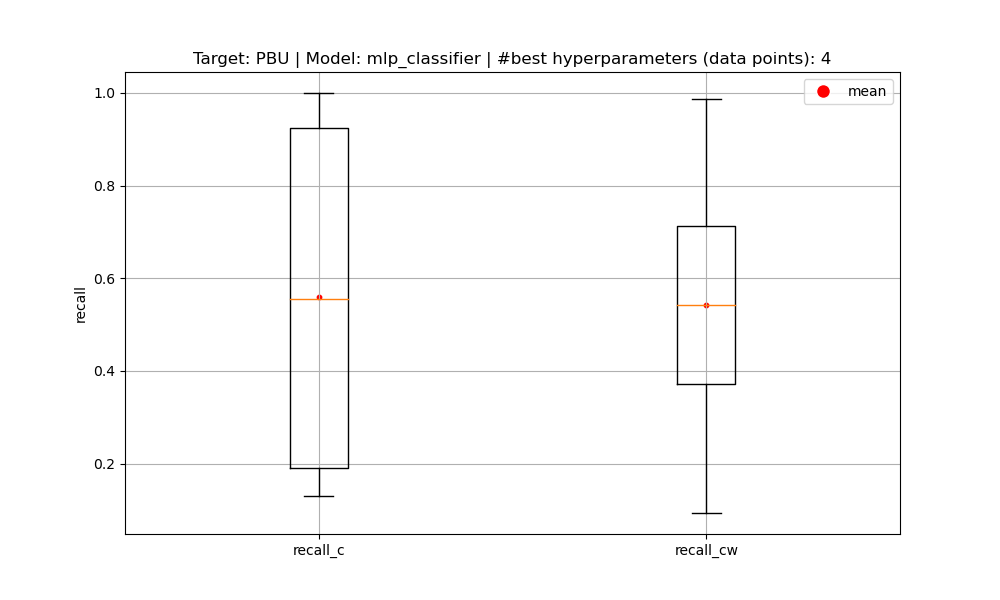 Target: PBU | Model: mlp_classifier | #best hyperparameters (data points): 4
mean
1.0
0.8
0.6
0.4
0.2
recall
recall_c
recall_cw